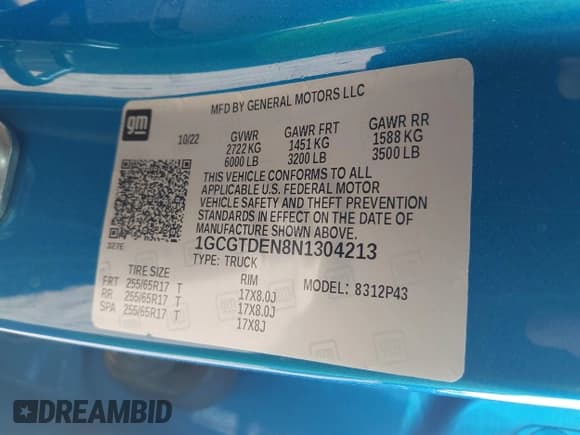 gm
MFD BY GENERAL MOTORS LLC
10/22 GVWR GAWR FRT GAWR RR
2722 KG 1451 KG 1588 KG
6000 LB 3200 LB 3500 LB
THIS VEHICLE CONFORMS TO ALL
APPLICABLE U.S. FEDERAL MOTOR
VEHICLE SAFETY AND THEFT PREVENTION
STANDARDS IN EFFECT ON THE DATE OF
MANUFACTURE SHOWN ABOVE.
1GCGTDEN8N1304213
TYPE: TRUCK
TIRE SIZE RIM MODEL: 8312P43
FRT 255/65R17 T 17X8.0J
RR 255/65R17 T 17X8.0J
SPA 255/65R17 T 17X8J
DREAMBID